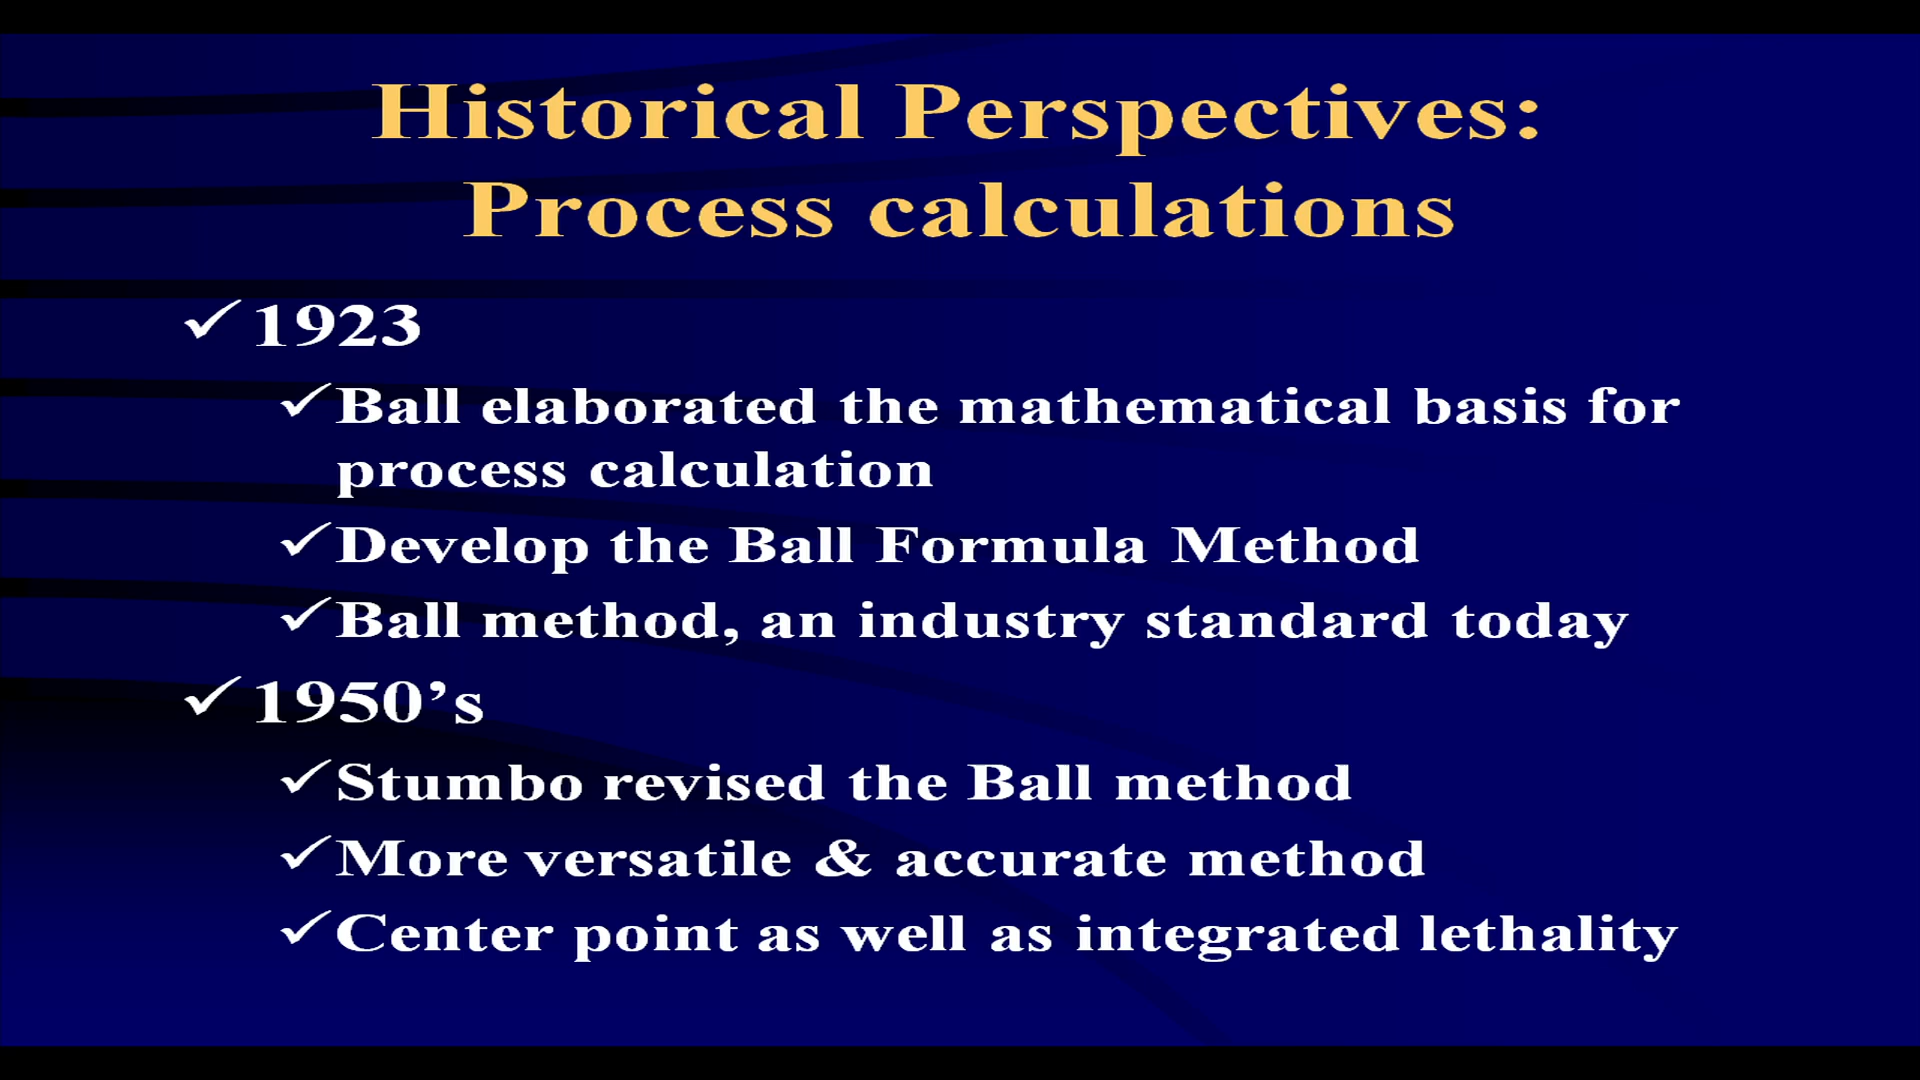 Historical Perspectives:
Process calculations
✓ 1923
✓ Ball elaborated the mathematical basis for
process calculation
✓ Develop the Ball Formula Method
✓ Ball method, an industry standard today
✓ 1950’s
✓ Stumbo revised the Ball method
✓ More versatile & accurate method
✓ Center point as well as integrated lethality